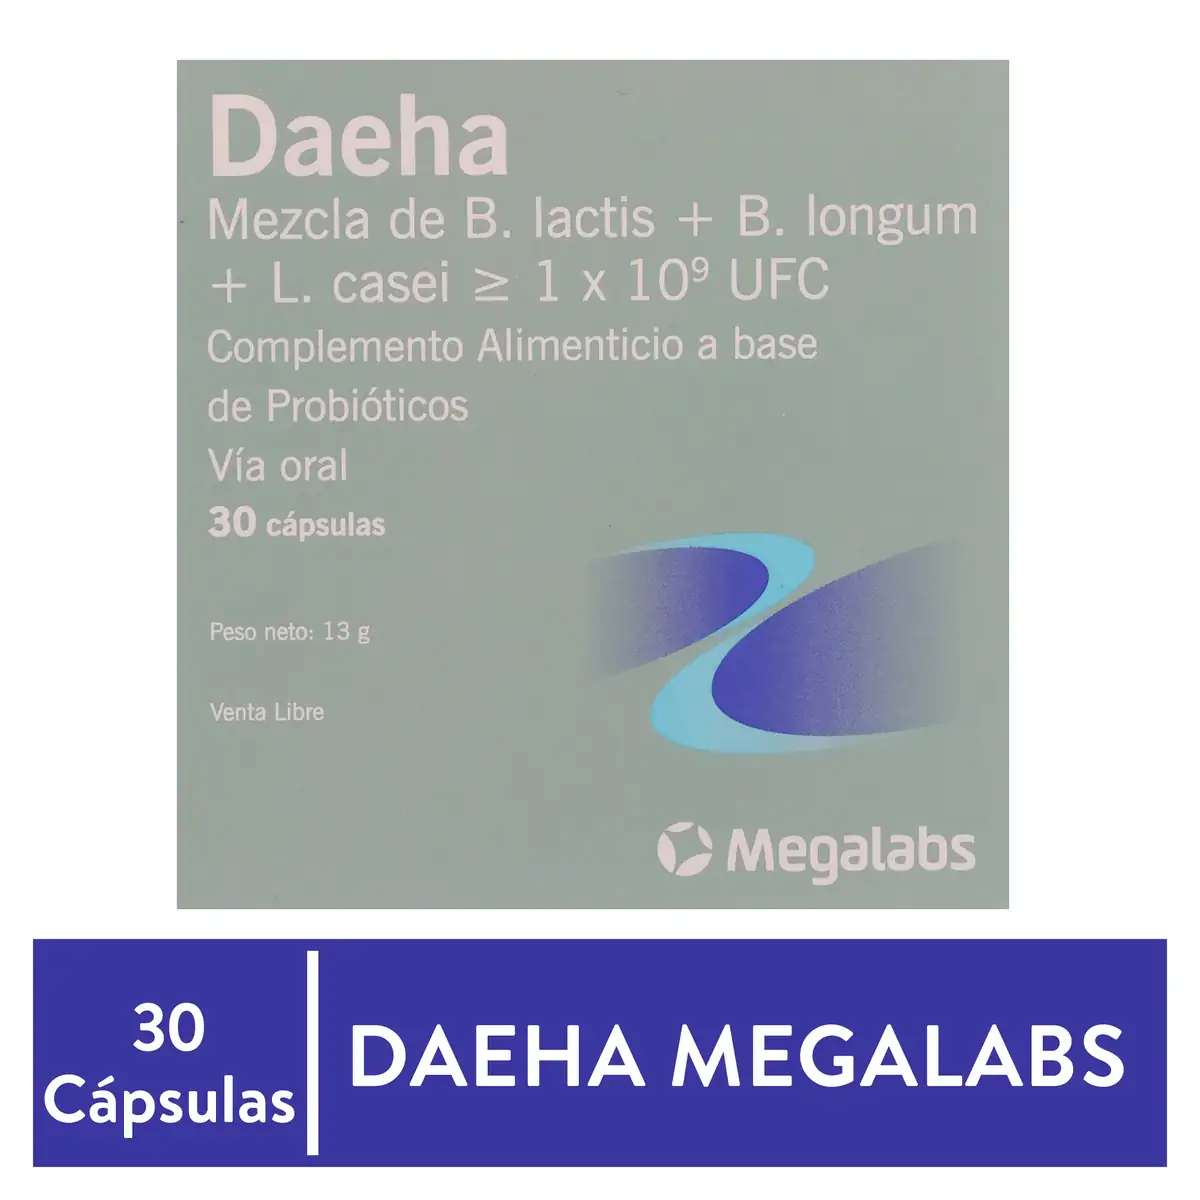 Daeha
Mezcla de B. lactis + B. longum
+ L. casei ≥ 1 x 10⁹ UFC
Complemento Alimenticio a base
de Probióticos
Vía oral
30 cápsulas
Peso neto: 13 g
Venta Libre
Megalabs
30
Cápsulas
DAEHA MEGALABS